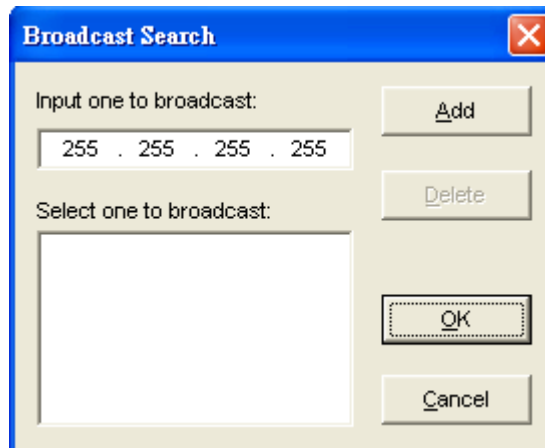 Broadcast Search
Input one to broadcast:
Add
255 . 255 . 255 . 255
Delete
Select one to broadcast:
OK
Cancel